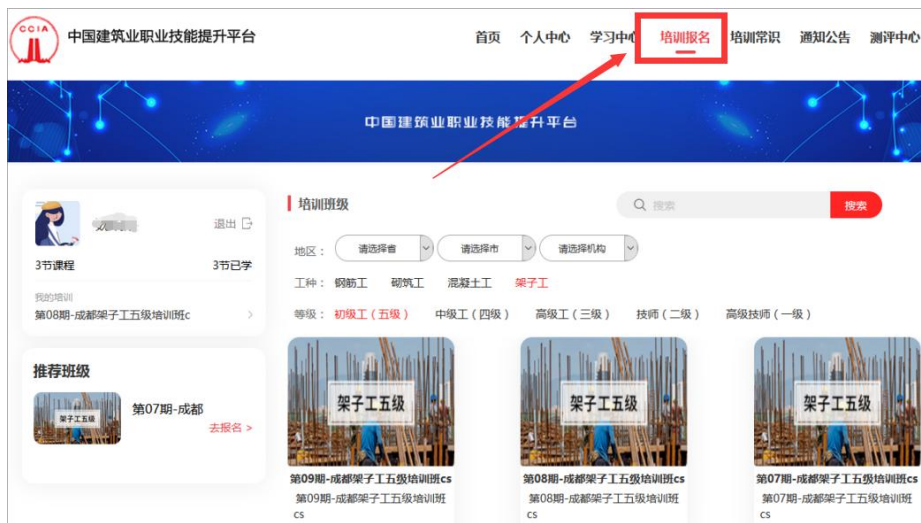 CCIA
中国建筑业职业技能提升平台
首页 个人中心 学习中心 培训报名 培训常识 通知公告 测评中心
中国建筑业职业技能提升平台
退出
3节课程 3节已学
我的培训
第08期-成都架子工五级培训班c >
推荐班级
架子工五级
第07期-成都
去报名 >
培训班级
搜索 搜索
地区： 请选择省 请选择市 请选择机构
工种： 钢筋工 砌筑工 混凝土工 架子工
等级： 初级工（五级） 中级工（四级） 高级工（三级） 技师（二级） 高级技师（一级）
架子工五级 架子工五级 架子工五级
第09期-成都架子工五级培训班cs 第08期-成都架子工五级培训班cs 第07期-成都架子工五级培训班cs
第09期-成都架子工五级培训班 第08期-成都架子工五级培训班 第07期-成都架子工五级培训班
cs cs cs